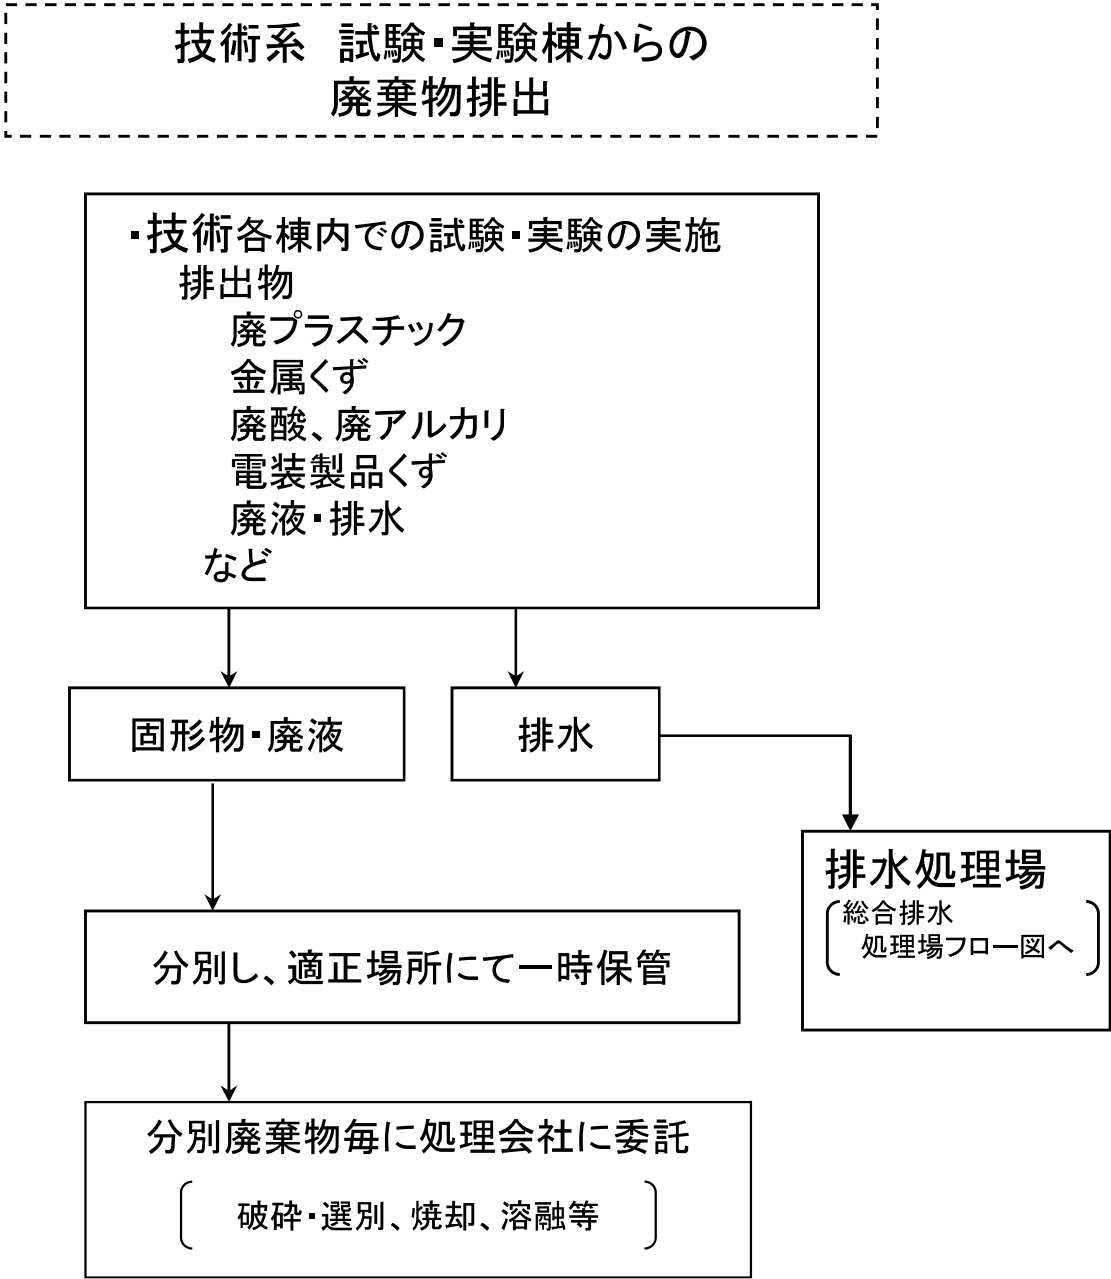 技術系　試験・実験棟からの
廃棄物排出
・技術各棟内での試験・実験の実施
排出物
廃プラスチック
金属くず
廃酸、廃アルカリ
電装製品くず
廃液・排水
など
固形物・廃液
排水
排水処理場
総合排水
処理場フロー図へ
分別し、適正場所にて一時保管
分別廃棄物毎に処理会社に委託
破砕・選別、焼却、溶融等